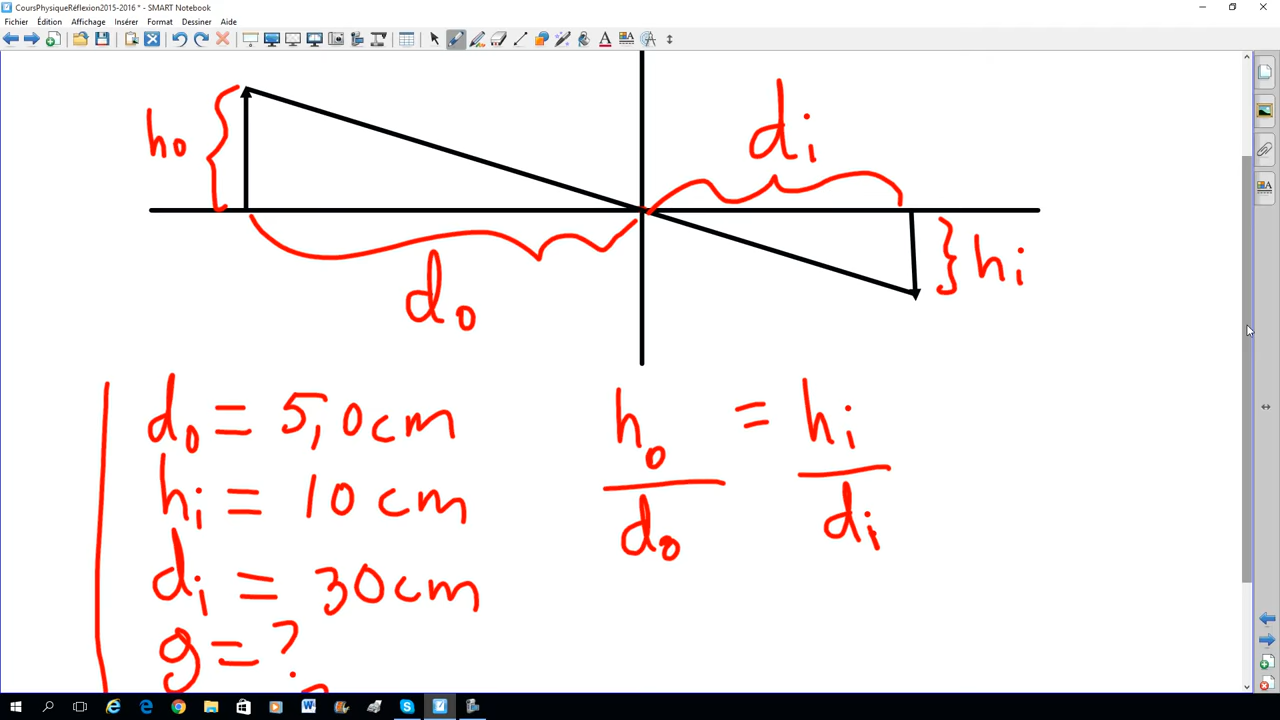 CoursPhysiqueRéflexion2015-2016 * - SMART Notebook
Fichier Édition Affichage Insérer Format Dessiner Aide
ho
di
do
hi
do = 5,0cm
hi = 10 cm
di = 30cm
g = ?
ho = hi
do di